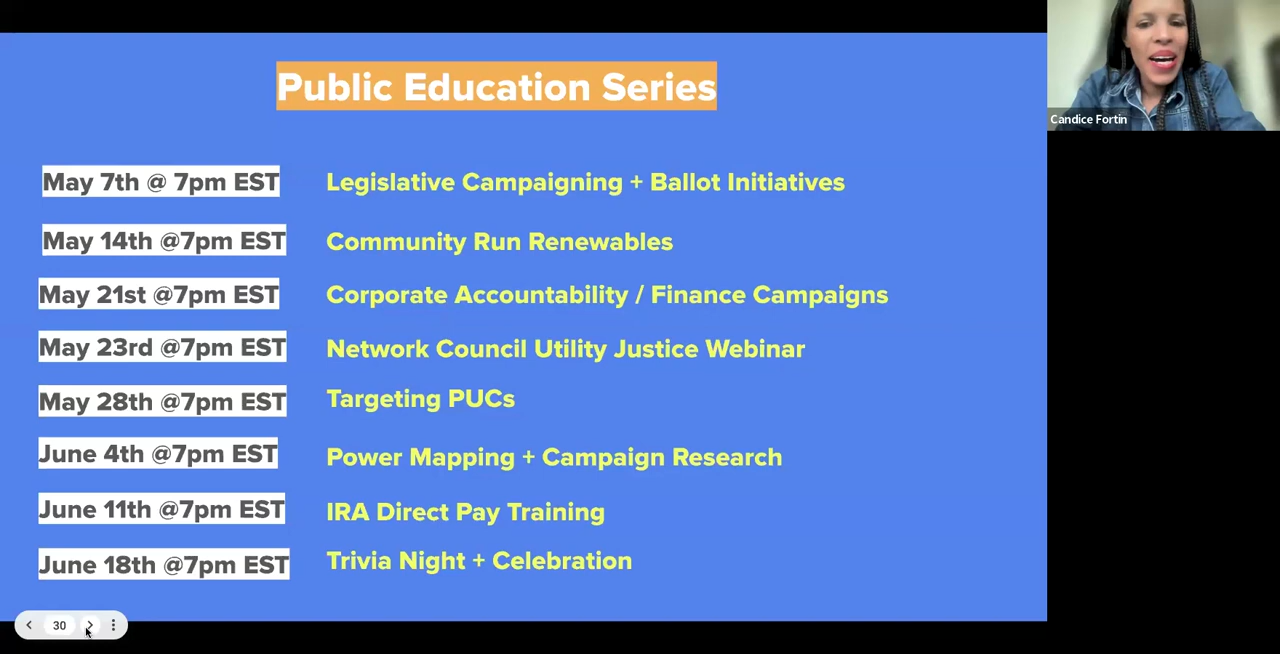 Public Education Series
Candice Fortin
May 7th @ 7pm EST Legislative Campaigning + Ballot Initiatives
May 14th @7pm EST Community Run Renewables
May 21st @7pm EST Corporate Accountability / Finance Campaigns
May 23rd @7pm EST Network Council Utility Justice Webinar
May 28th @7pm EST Targeting PUCs
June 4th @7pm EST Power Mapping + Campaign Research
June 11th @7pm EST IRA Direct Pay Training
June 18th @7pm EST Trivia Night + Celebration
30